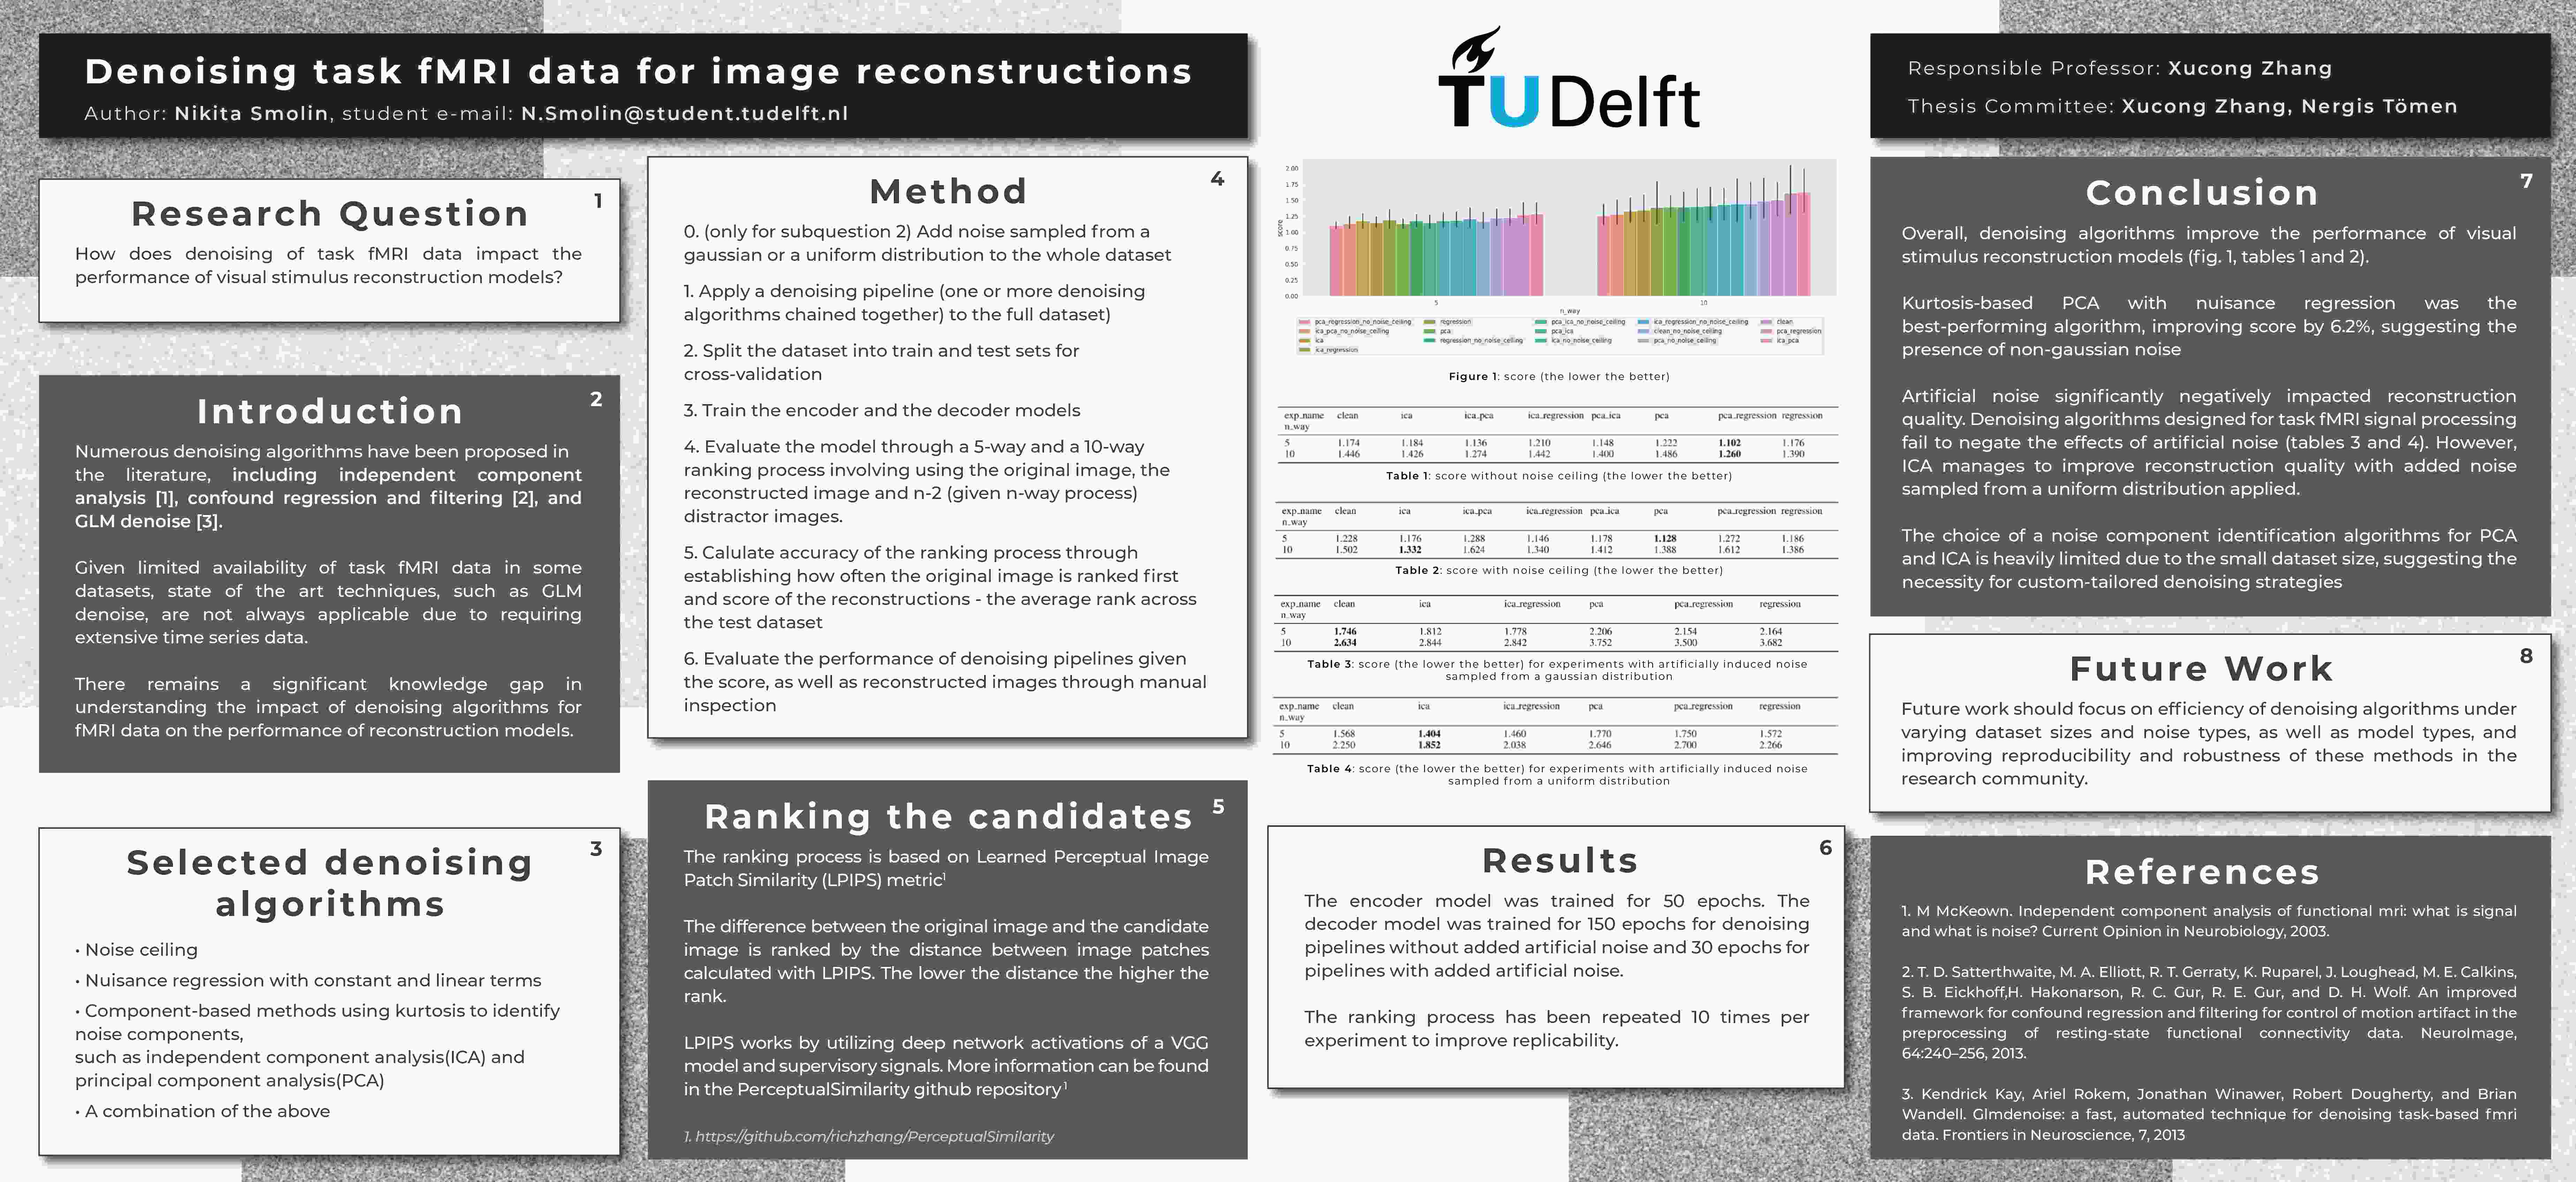 Denoising task fMRI data for image reconstructions
Author: Nikita Smolin, student e-mail: N.Smolin@student.tudelft.nl
TUDelft
Responsible Professor: Xucong Zhang
Thesis Committee: Xucong Zhang, Nergis Tömen
1
Research Question
How does denoising of task fMRI data impact the
performance of visual stimulus reconstruction models?
2
Introduction
Numerous denoising algorithms have been proposed in
the literature, including independent component
analysis [1], confound regression and filtering [2], and
GLM denoise [3].
Given limited availability of task fMRI data in some
datasets, state of the art techniques, such as GLM
denoise, are not always applicable due to requiring
extensive time series data.
There remains a significant knowledge gap in
understanding the impact of denoising algorithms for
fMRI data on the performance of reconstruction models.
3
Selected denoising
algorithms
• Noise ceiling
• Nuisance regression with constant and linear terms
• Component-based methods using kurtosis to identify
noise components,
such as independent component analysis(ICA) and
principal component analysis(PCA)
• A combination of the above
4
Method
0. (only for subquestion 2) Add noise sampled from a
gaussian or a uniform distribution to the whole dataset
1. Apply a denoising pipeline (one or more denoising
algorithms chained together) to the full dataset)
2. Split the dataset into train and test sets for
cross-validation
3. Train the encoder and the decoder models
4. Evaluate the model through a 5-way and a 10-way
ranking process involving using the original image, the
reconstructed image and n-2 (given n-way process)
distractor images.
5. Calulate accuracy of the ranking process through
establishing how often the original image is ranked first
and score of the reconstructions - the average rank across
the test dataset
6. Evaluate the performance of denoising pipelines given
the score, as well as reconstructed images through manual
inspection
5
Ranking the candidates
The ranking process is based on Learned Perceptual Image
Patch Similarity (LPIPS) metric¹
The difference between the original image and the candidate
image is ranked by the distance between image patches
calculated with LPIPS. The lower the distance the higher the
rank.
LPIPS works by utilizing deep network activations of a VGG
model and supervisory signals. More information can be found
in the PerceptualSimilarity github repository¹
1. https://github.com/richzhang/PerceptualSimilarity
2.00
1.75
1.50
1.25
1.00
0.75
0.50
0.25
0.00
score
5 10
n_way
pca_regression_no_noise_ceiling regression pca_ica_no_noise_ceiling ica_regression_no_noise_ceiling clean
ica_pca_no_noise_ceiling pca pca_ica clean_no_noise_ceiling pca_regression
ica regression_no_noise_ceiling ica_no_noise_ceiling pca_no_noise_ceiling ica_pca
ica_regression
Figure 1: score (the lower the better)
exp_name clean ica ica_pca ica_regression pca_ica pca pca_regression regression
n_way
5 1.174 1.184 1.136 1.210 1.148 1.222 1.102 1.176
10 1.446 1.426 1.274 1.442 1.400 1.486 1.260 1.390
Table 1: score without noise ceiling (the lower the better)
exp_name clean ica ica_pca ica_regression pca_ica pca pca_regression regression
n_way
5 1.228 1.176 1.288 1.146 1.178 1.128 1.272 1.186
10 1.502 1.332 1.624 1.340 1.412 1.388 1.612 1.386
Table 2: score with noise ceiling (the lower the better)
exp_name clean ica ica_regression pca pca_regression regression
n_way
5 1.746 1.812 1.778 2.206 2.154 2.164
10 2.634 2.844 2.842 3.752 3.500 3.682
Table 3: score (the lower the better) for experiments with artificially induced noise
sampled from a gaussian distribution
exp_name clean ica ica_regression pca pca_regression regression
n_way
5 1.568 1.404 1.460 1.770 1.750 1.572
10 2.250 1.852 2.038 2.646 2.700 2.266
Table 4: score (the lower the better) for experiments with artificially induced noise
sampled from a uniform distribution
6
Results
The encoder model was trained for 50 epochs. The
decoder model was trained for 150 epochs for denoising
pipelines without added artificial noise and 30 epochs for
pipelines with added artificial noise.
The ranking process has been repeated 10 times per
experiment to improve replicability.
7
Conclusion
Overall, denoising algorithms improve the performance of visual
stimulus reconstruction models (fig. 1, tables 1 and 2).
Kurtosis-based PCA with nuisance regression was the
best-performing algorithm, improving score by 6.2%, suggesting the
presence of non-gaussian noise
Artificial noise significantly negatively impacted reconstruction
quality. Denoising algorithms designed for task fMRI signal processing
fail to negate the effects of artificial noise (tables 3 and 4). However,
ICA manages to improve reconstruction quality with added noise
sampled from a uniform distribution applied.
The choice of a noise component identification algorithms for PCA
and ICA is heavily limited due to the small dataset size, suggesting the
necessity for custom-tailored denoising strategies
8
Future Work
Future work should focus on efficiency of denoising algorithms under
varying dataset sizes and noise types, as well as model types, and
improving reproducibility and robustness of these methods in the
research community.
References
1. M McKeown. Independent component analysis of functional mri: what is signal
and what is noise? Current Opinion in Neurobiology, 2003.
2. T. D. Satterthwaite, M. A. Elliott, R. T. Gerraty, K. Ruparel, J. Loughead, M. E. Calkins,
S. B. Eickhoff,H. Hakonarson, R. C. Gur, R. E. Gur, and D. H. Wolf. An improved
framework for confound regression and filtering for control of motion artifact in the
preprocessing of resting-state functional connectivity data. NeuroImage,
64:240–256, 2013.
3. Kendrick Kay, Ariel Rokem, Jonathan Winawer, Robert Dougherty, and Brian
Wandell. Glmdenoise: a fast, automated technique for denoising task-based fmri
data. Frontiers in Neuroscience, 7, 2013